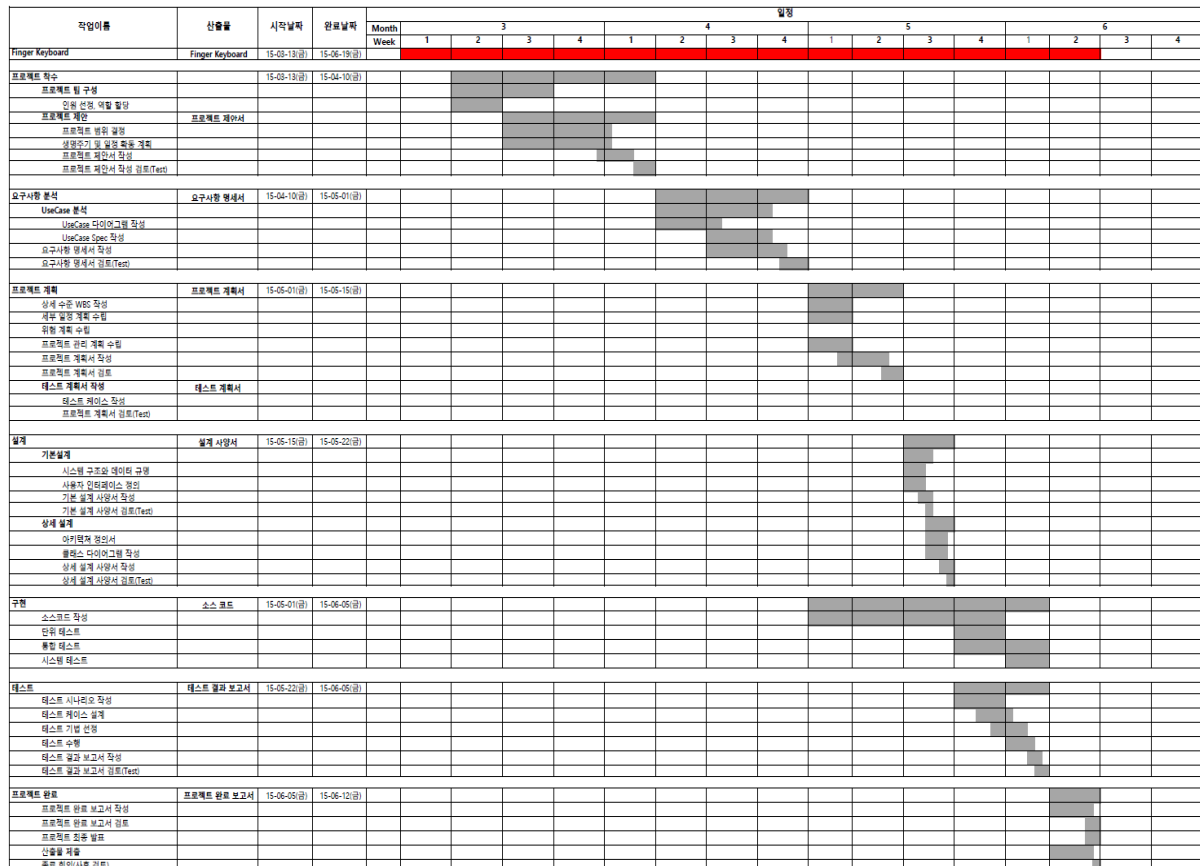 작업이름 산출물 시작날짜 완료날짜 일정
Month 3 4 5 6
Week 1 2 3 4 1 2 3 4 1 2 3 4 1 2 3 4
Finger Keyboard Finger Keyboard 15-03-13(금) 15-06-19(금)
프로젝트 착수 15-03-13(금) 15-04-10(금)
프로젝트 팀 구성
인원 선정, 역할 할당
프로젝트 제안 프로젝트 제안서
프로젝트 범위 결정
생명주기 및 일정 확동 계획
프로젝트 제안서 작성
프로젝트 제안서 작성 검토(Test)
요구사항 분석 요구사항 명세서 15-04-10(금) 15-05-01(금)
UseCase 분석
UseCase 다이어그램 작성
UseCase Spec 작성
요구사항 명세서 작성
요구사항 명세서 검토(Test)
프로젝트 계획 프로젝트 계획서 15-05-01(금) 15-05-15(금)
상세 수준 WBS 작성
세부 일정 계획 수립
위험 계획 수립
프로젝트 관리 계획 수립
프로젝트 계획서 작성
프로젝트 계획서 검토
테스트 계획서 작성 테스트 계획서
테스트 케이스 작성
프로젝트 계획서 검토(Test)
설계 설계 사양서 15-05-15(금) 15-05-22(금)
기본설계
시스템 구조와 데이터 규명
사용자 인터페이스 정의
기본 설계 사양서 작성
기본 설계 사양서 검토(Test)
상세 설계
아키텍쳐 정의서
클래스 다이어그램 작성
상세 설계 사양서 작성
상세 설계 사양서 검토(Test)
구현 소스 코드 15-05-01(금) 15-06-05(금)
소스코드 작성
단위 테스트
통합 테스트
시스템 테스트
테스트 테스트 결과 보고서 15-05-22(금) 15-06-05(금)
테스트 시나리오 작성
테스트 케이스 설계
테스트 기법 선정
테스트 수행
테스트 결과 보고서 작성
테스트 결과 보고서 검토(Test)
프로젝트 완료 프로젝트 완료 보고서 15-06-05(금) 15-06-12(금)
프로젝트 완료 보고서 작성
프로젝트 완료 보고서 검토
프로젝트 최종 발표
산출물 제출
종료 회의(사후 검토)